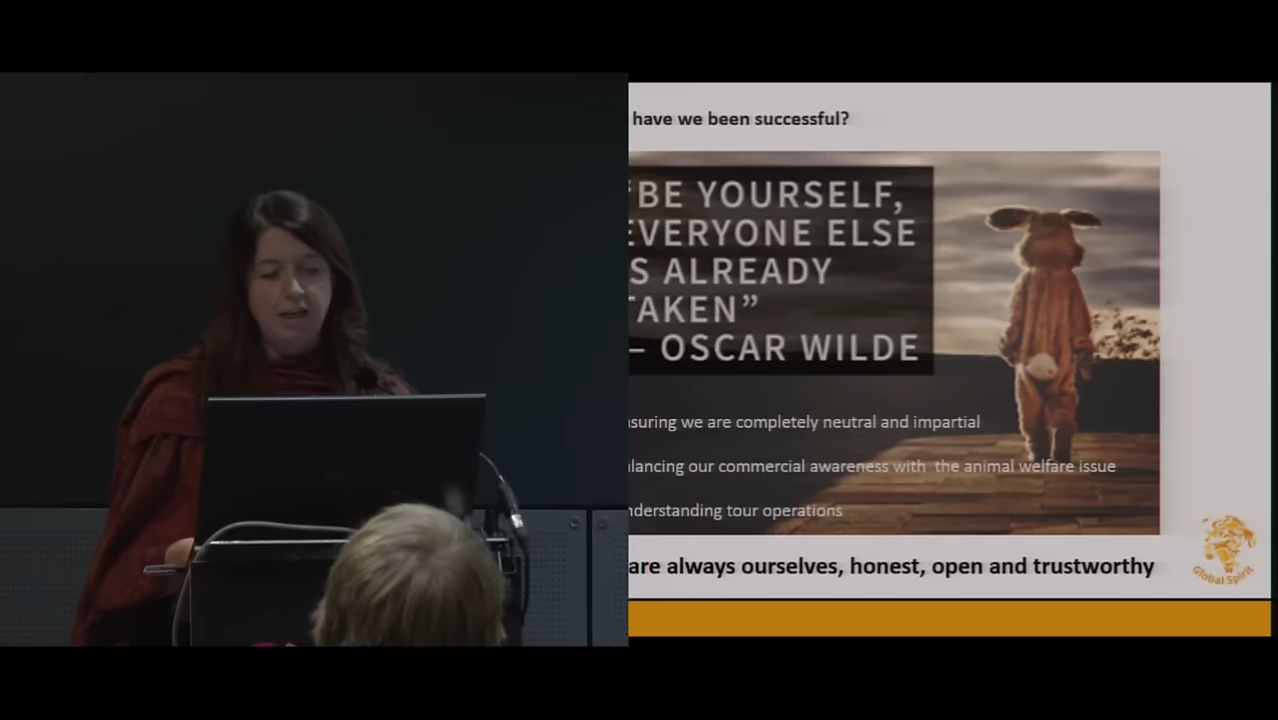 have we been successful?
"BE YOURSELF,
EVERYONE ELSE
S ALREADY
TAKEN"
– OSCAR WILDE
nsuring we are completely neutral and impartial
alancing our commercial awareness with the animal welfare issue
nderstanding tour operations
are always ourselves, honest, open and trustworthy
Global Spirit